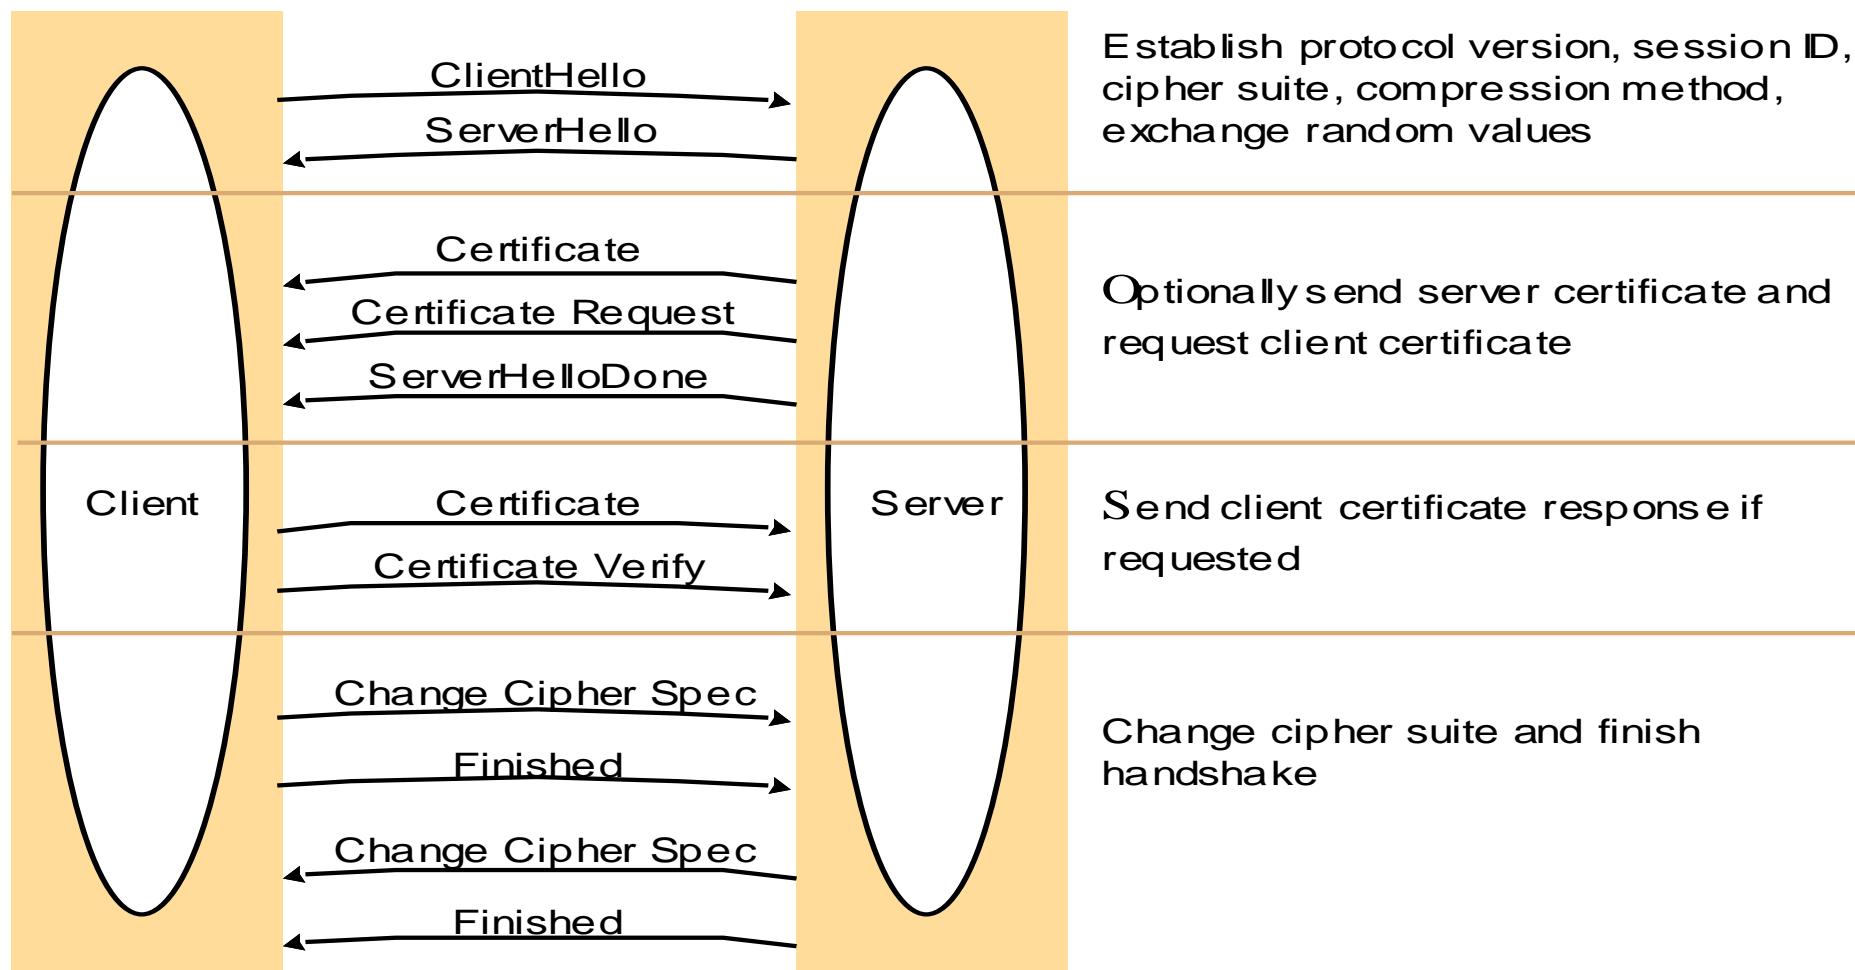 ClientHello
ServerHello
Establish protocol version, session ID,
cipher suite, compression method,
exchange random values
Certificate
Certificate Request
ServerHelloDone
Optionally send server certificate and
request client certificate
Client
Server
Certificate
Certificate Verify
Send client certificate response if
requested
Change Cipher Spec
Finished
Change Cipher Spec
Finished
Change cipher suite and finish
handshake